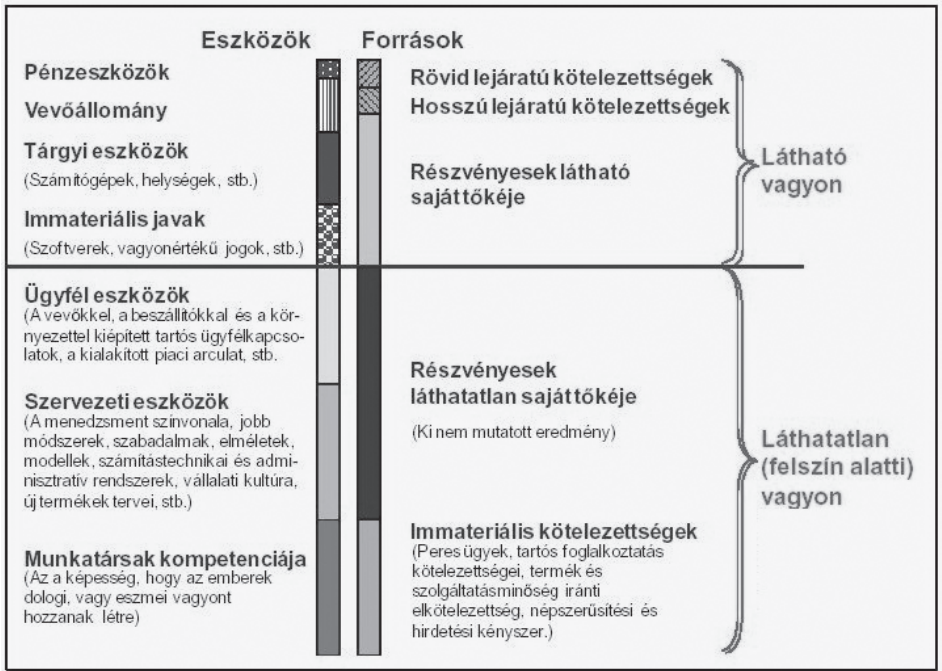 Eszközök
Források
Pénzeszközök
Vevőállomány
Tárgyi eszközök
(Számítógépek, helységek, stb.)
Immateriális javak
(Szoftverek, vagyonértékű jogok, stb.)
Ügyfél eszközök
(A vevőkkel, a beszállítókkal és a kör-
nyezettel kiépített tartós ügyfélkapcso-
latok, a kialakított piaci arculat, stb.
Szervezeti eszközök
(A menedzsment színvonala, jobb
módszerek, szabadalmak, elméletek,
modellek, számítástechnikai és admi-
nisztratív rendszerek, vállalati kultúra,
új termékek tervei, stb.)
Munkatársak kompetenciája
(Az a képesség, hogy az emberek
dologi, vagy eszmei vagyont
hozzanak létre)
Rövid lejáratú kötelezettségek
Hosszú lejáratú kötelezettségek
Részvényesek látható
saját tőkéje
Részvényesek
láthatatlan saját tőkéje
(Ki nem mutatott eredmény)
Immateriális kötelezettségek
(Peres ügyek, tartós foglalkoztatás
kötelezettségei, termék és
szolgáltatásminőség iránti
elkötelezettség, népszerűsítési és
hirdetési kényszer.)
Látható
vagyon
Láthatatlan
(felszín alatti)
vagyon